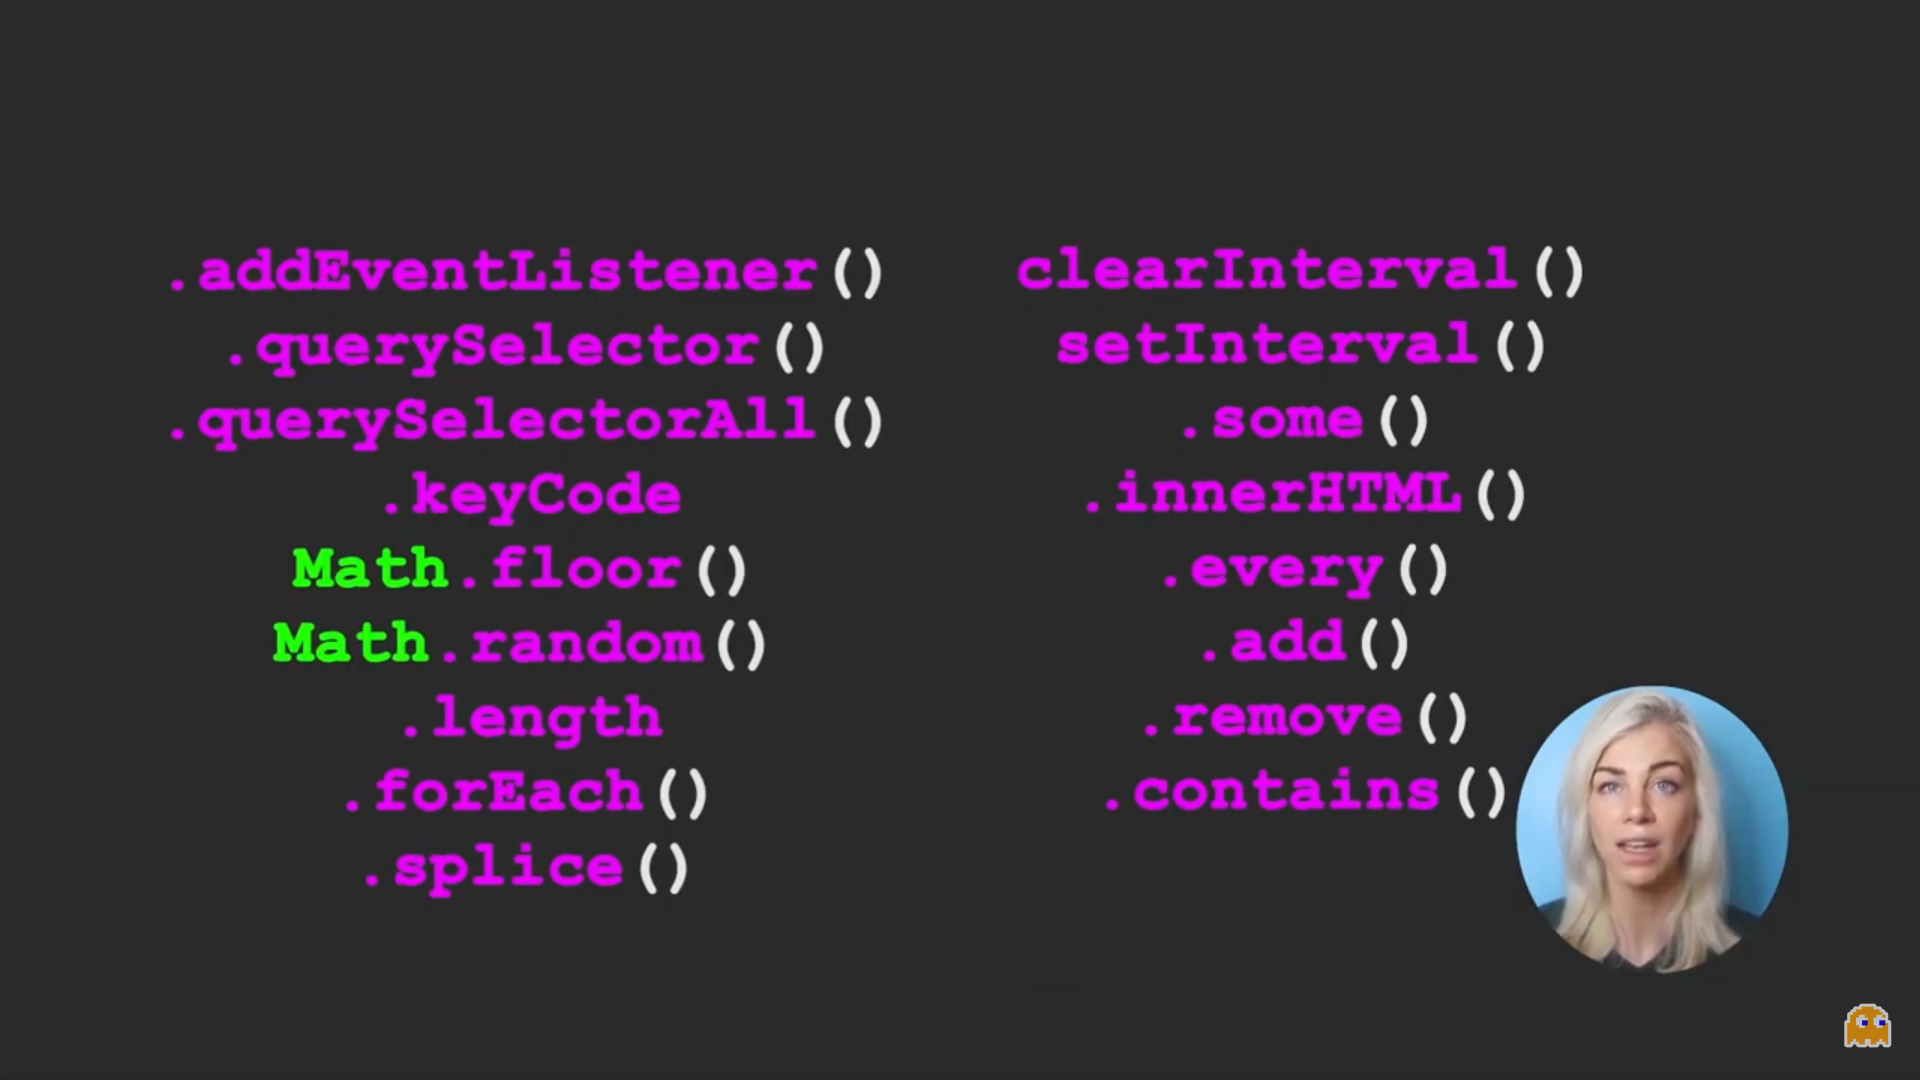 .addEventListener()
.querySelector()
.querySelectorAll()
.keyCode
Math.floor()
Math.random()
.length
.forEach()
.splice()
clearInterval()
setInterval()
.some()
.innerHTML()
.every()
.add()
.remove()
.contains()